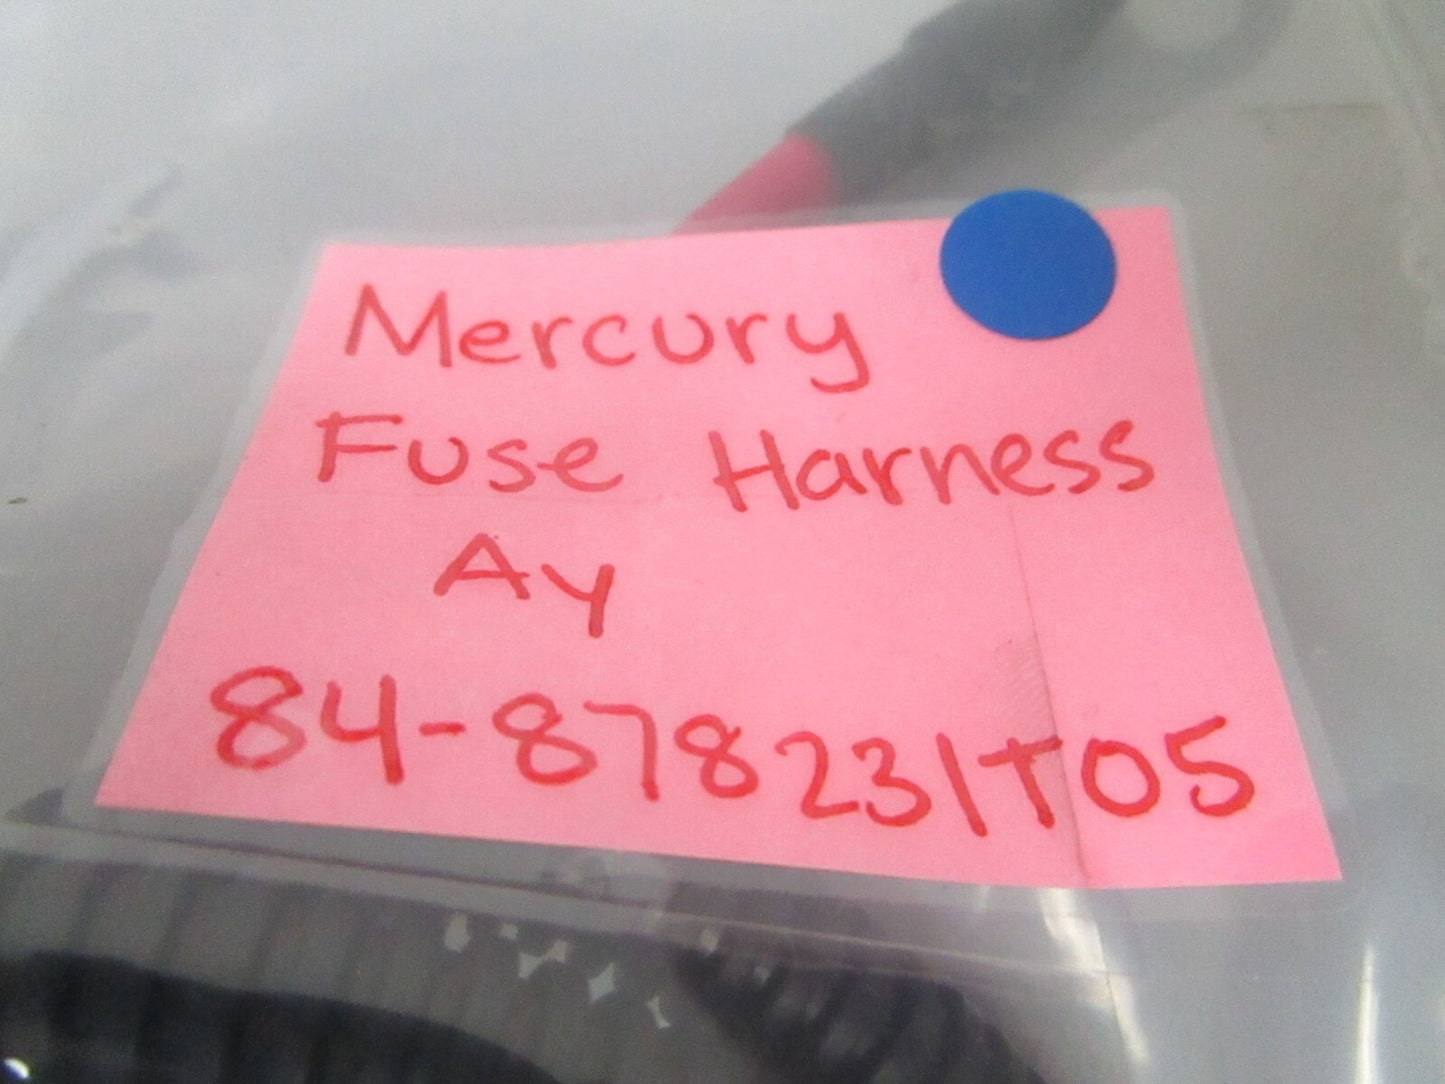 Mercury
Fuse Harness
Ay
84-878231T05